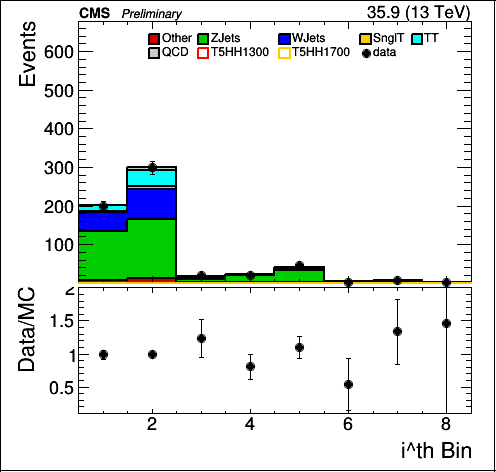 CMS Preliminary 35.9 (13 TeV)
Other ZJets WJets SnglT TT
QCD T5HH1300 T5HH1700 data
Events
600
500
400
300
200
100
Data/MC
2
1.5
1
0.5
2 4 6 8
i^th Bin